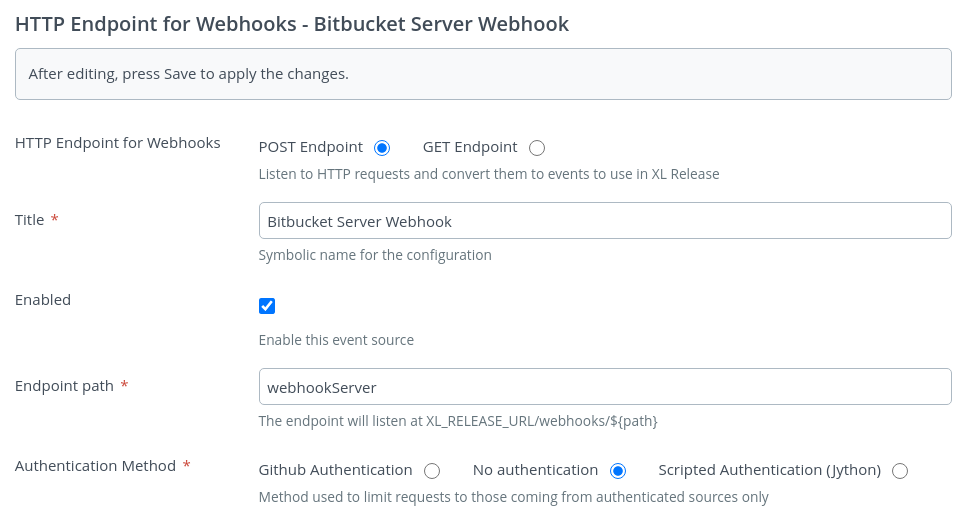 HTTP Endpoint for Webhooks - Bitbucket Server Webhook
After editing, press Save to apply the changes.
HTTP Endpoint for Webhooks
POST Endpoint GET Endpoint
Listen to HTTP requests and convert them to events to use in XL Release
Title *
Bitbucket Server Webhook
Symbolic name for the configuration
Enabled
Enable this event source
Endpoint path *
webhookServer
The endpoint will listen at XL_RELEASE_URL/webhooks/${path}
Authentication Method *
Github Authentication No authentication Scripted Authentication (Jython)
Method used to limit requests to those coming from authenticated sources only